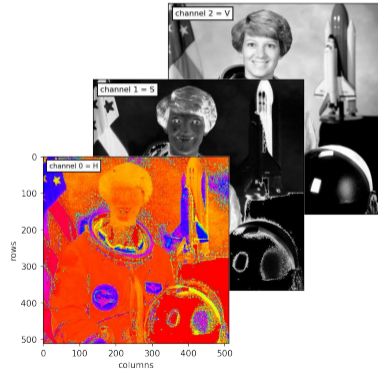 channel 2 = V
channel 1 = S
channel 0 = H
0
100
200
300
400
500
rows
0 100 200 300 400 500
columns